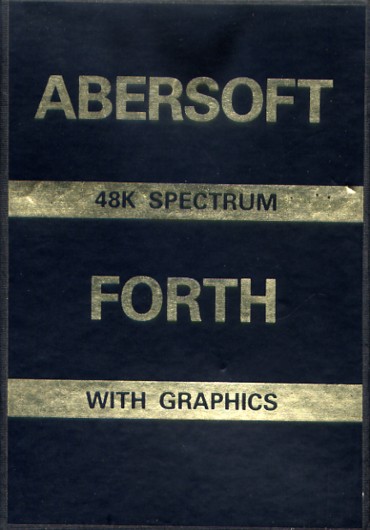 ABERSOFT
48K SPECTRUM
FORTH
WITH GRAPHICS